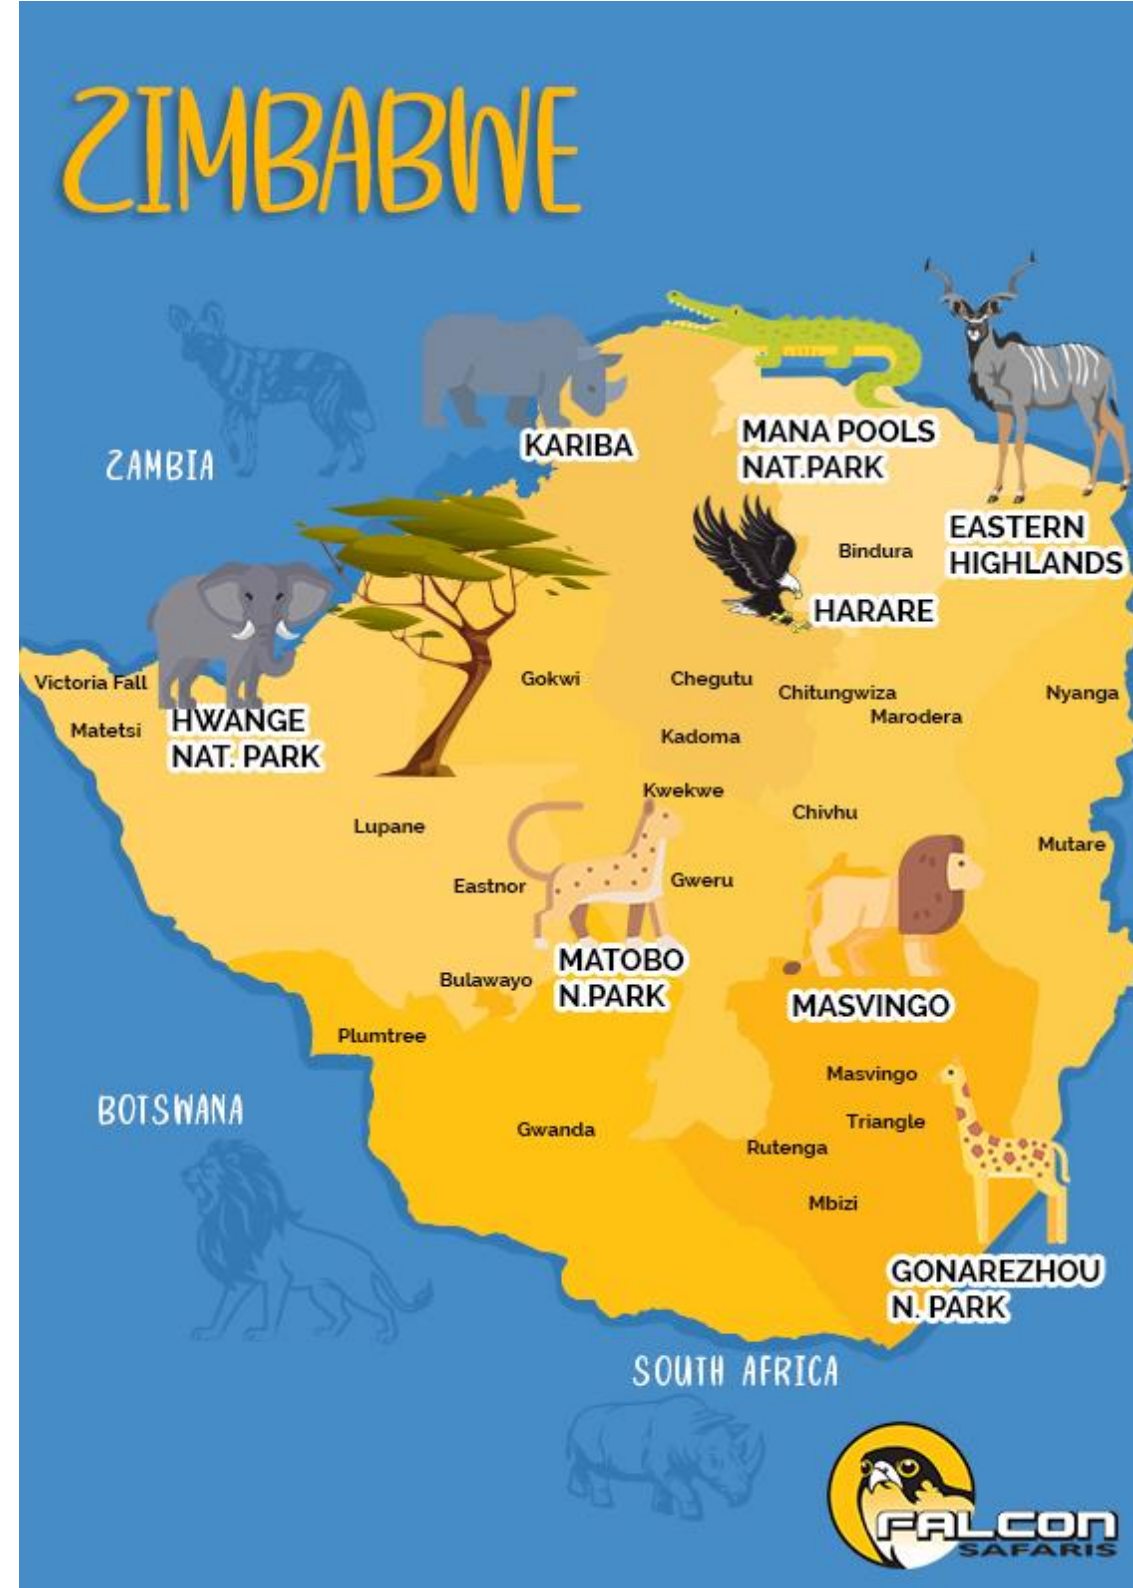 ZIMBABWE
KARIBA
MANA POOLS
NAT.PARK
ZAMBIA
EASTERN
HIGHLANDS
Bindura
HARARE
Victoria Fall
Matetsi
HWANGE
NAT. PARK
Gokwi
Chegutu
Chitungwiza
Marodera
Nyanga
Kadoma
Kwekwe
Chivhu
Lupane
Mutare
Eastnor
Gweru
Bulawayo
MATOBO
N.PARK
MASVINGO
Plumtree
Masvingo
BOTSWANA
Triangle
Gwanda
Rutenga
Mbizi
GONAREZHOU
N. PARK
SOUTH AFRICA
FALCON
SAFARIS